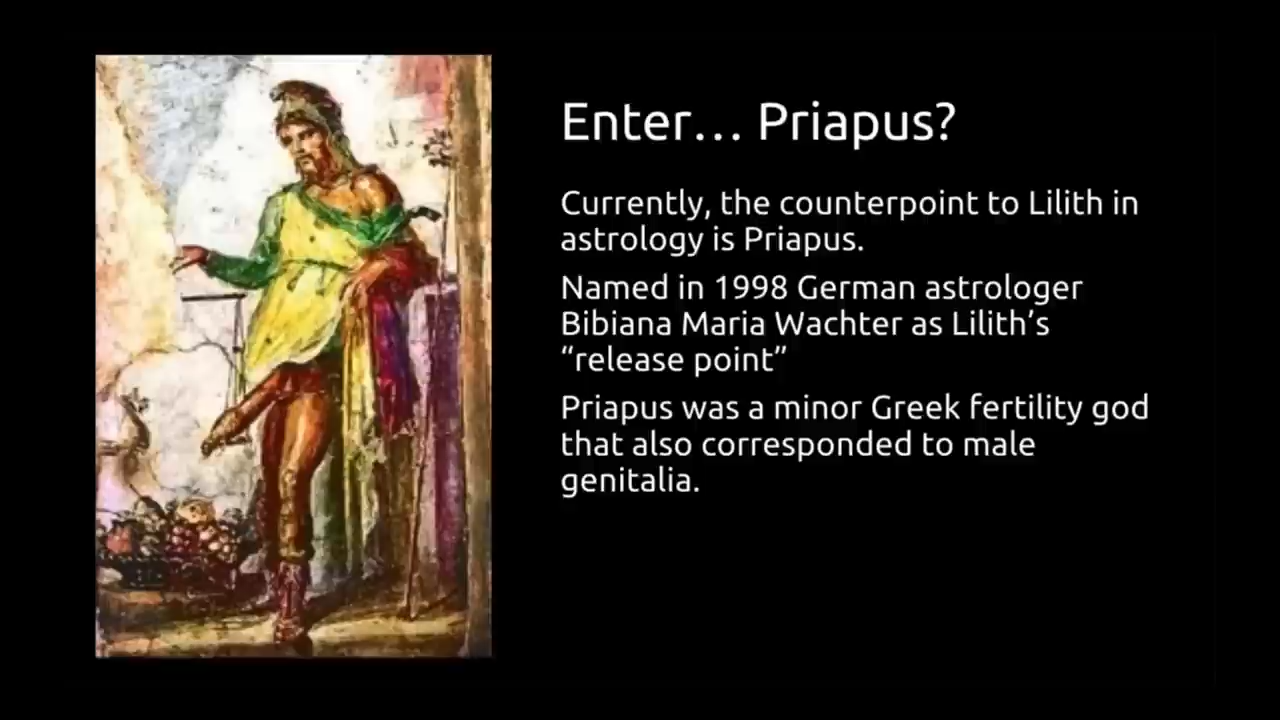 Enter… Priapus?
Currently, the counterpoint to Lilith in
astrology is Priapus.
Named in 1998 German astrologer
Bibiana Maria Wachter as Lilith’s
“release point”
Priapus was a minor Greek fertility god
that also corresponded to male
genitalia.